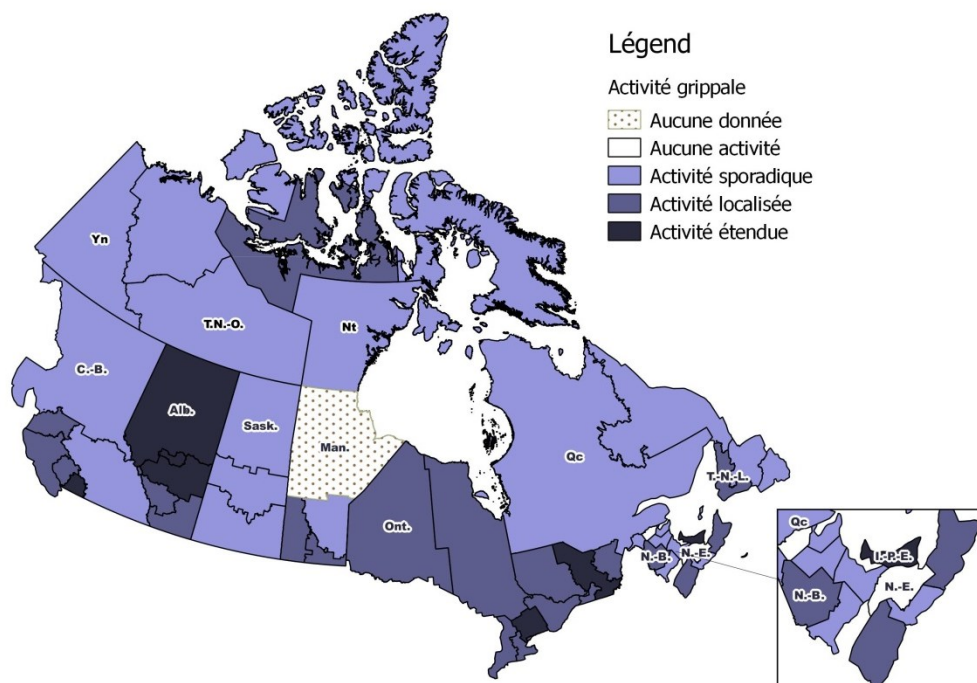 Légend
Activité grippale
Aucune donnée
Aucune activité
Activité sporadique
Activité localisée
Activité étendue
Yn
T.N.-O.
Nt
C.-B.
Alb.
Sask.
Man.
Qc
T.-N.-L.
Ont.
N.-B.
N.-E.
Qc
I.-P.-E.
N.-E.
N.-B.